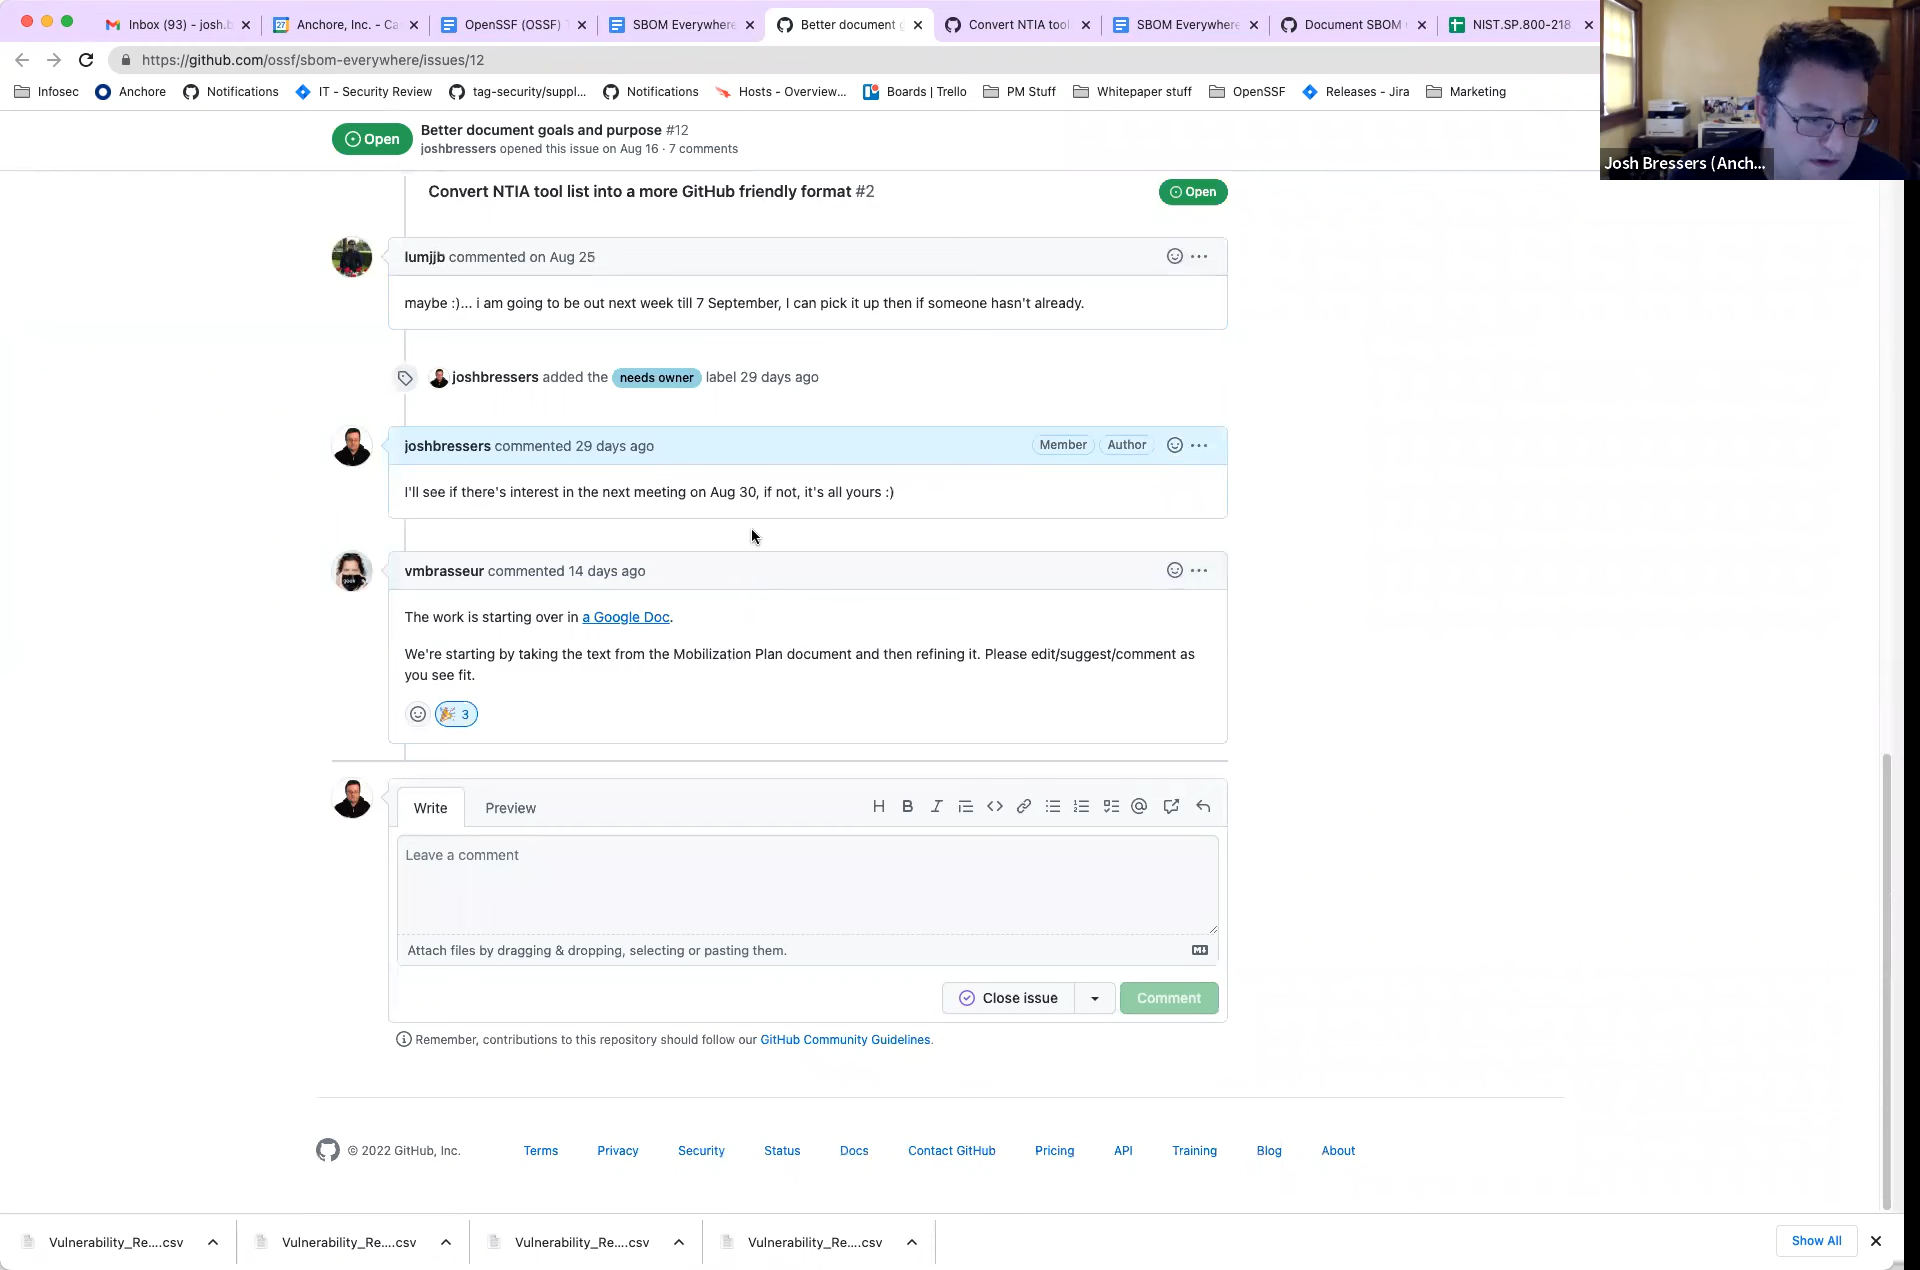 Inbox (93) - josh.b
Anchore, Inc. - Ca
OpenSSF (OSSF) T
SBOM Everywhere
Better document g
Convert NTIA tool
SBOM Everywhere
Document SBOM
NIST.SP.800-218
https://github.com/ossf/sbom-everywhere/issues/12
Infosec
Anchore
Notifications
IT - Security Review
tag-security/suppl...
Notifications
Hosts - Overview...
Boards | Trello
PM Stuff
Whitepaper stuff
OpenSSF
Releases - Jira
Marketing
Josh Bressers (Anch...
Open
Better document goals and purpose #12
joshbressers opened this issue on Aug 16 · 7 comments
Convert NTIA tool list into a more GitHub friendly format #2
Open
lumjjb commented on Aug 25
maybe :)... i am going to be out next week till 7 September, I can pick it up then if someone hasn't already.
joshbressers added the needs owner label 29 days ago
joshbressers commented 29 days ago
Member
Author
I'll see if there's interest in the next meeting on Aug 30, if not, it's all yours :)
vmbrasseur commented 14 days ago
The work is starting over in a Google Doc.
We're starting by taking the text from the Mobilization Plan document and then refining it. Please edit/suggest/comment as
you see fit.
3
Write
Preview
Leave a comment
Attach files by dragging & dropping, selecting or pasting them.
Close issue
Comment
Remember, contributions to this repository should follow our GitHub Community Guidelines.
© 2022 GitHub, Inc.
Terms
Privacy
Security
Status
Docs
Contact GitHub
Pricing
API
Training
Blog
About
Vulnerability_Re....csv
Vulnerability_Re....csv
Vulnerability_Re....csv
Vulnerability_Re....csv
Show All